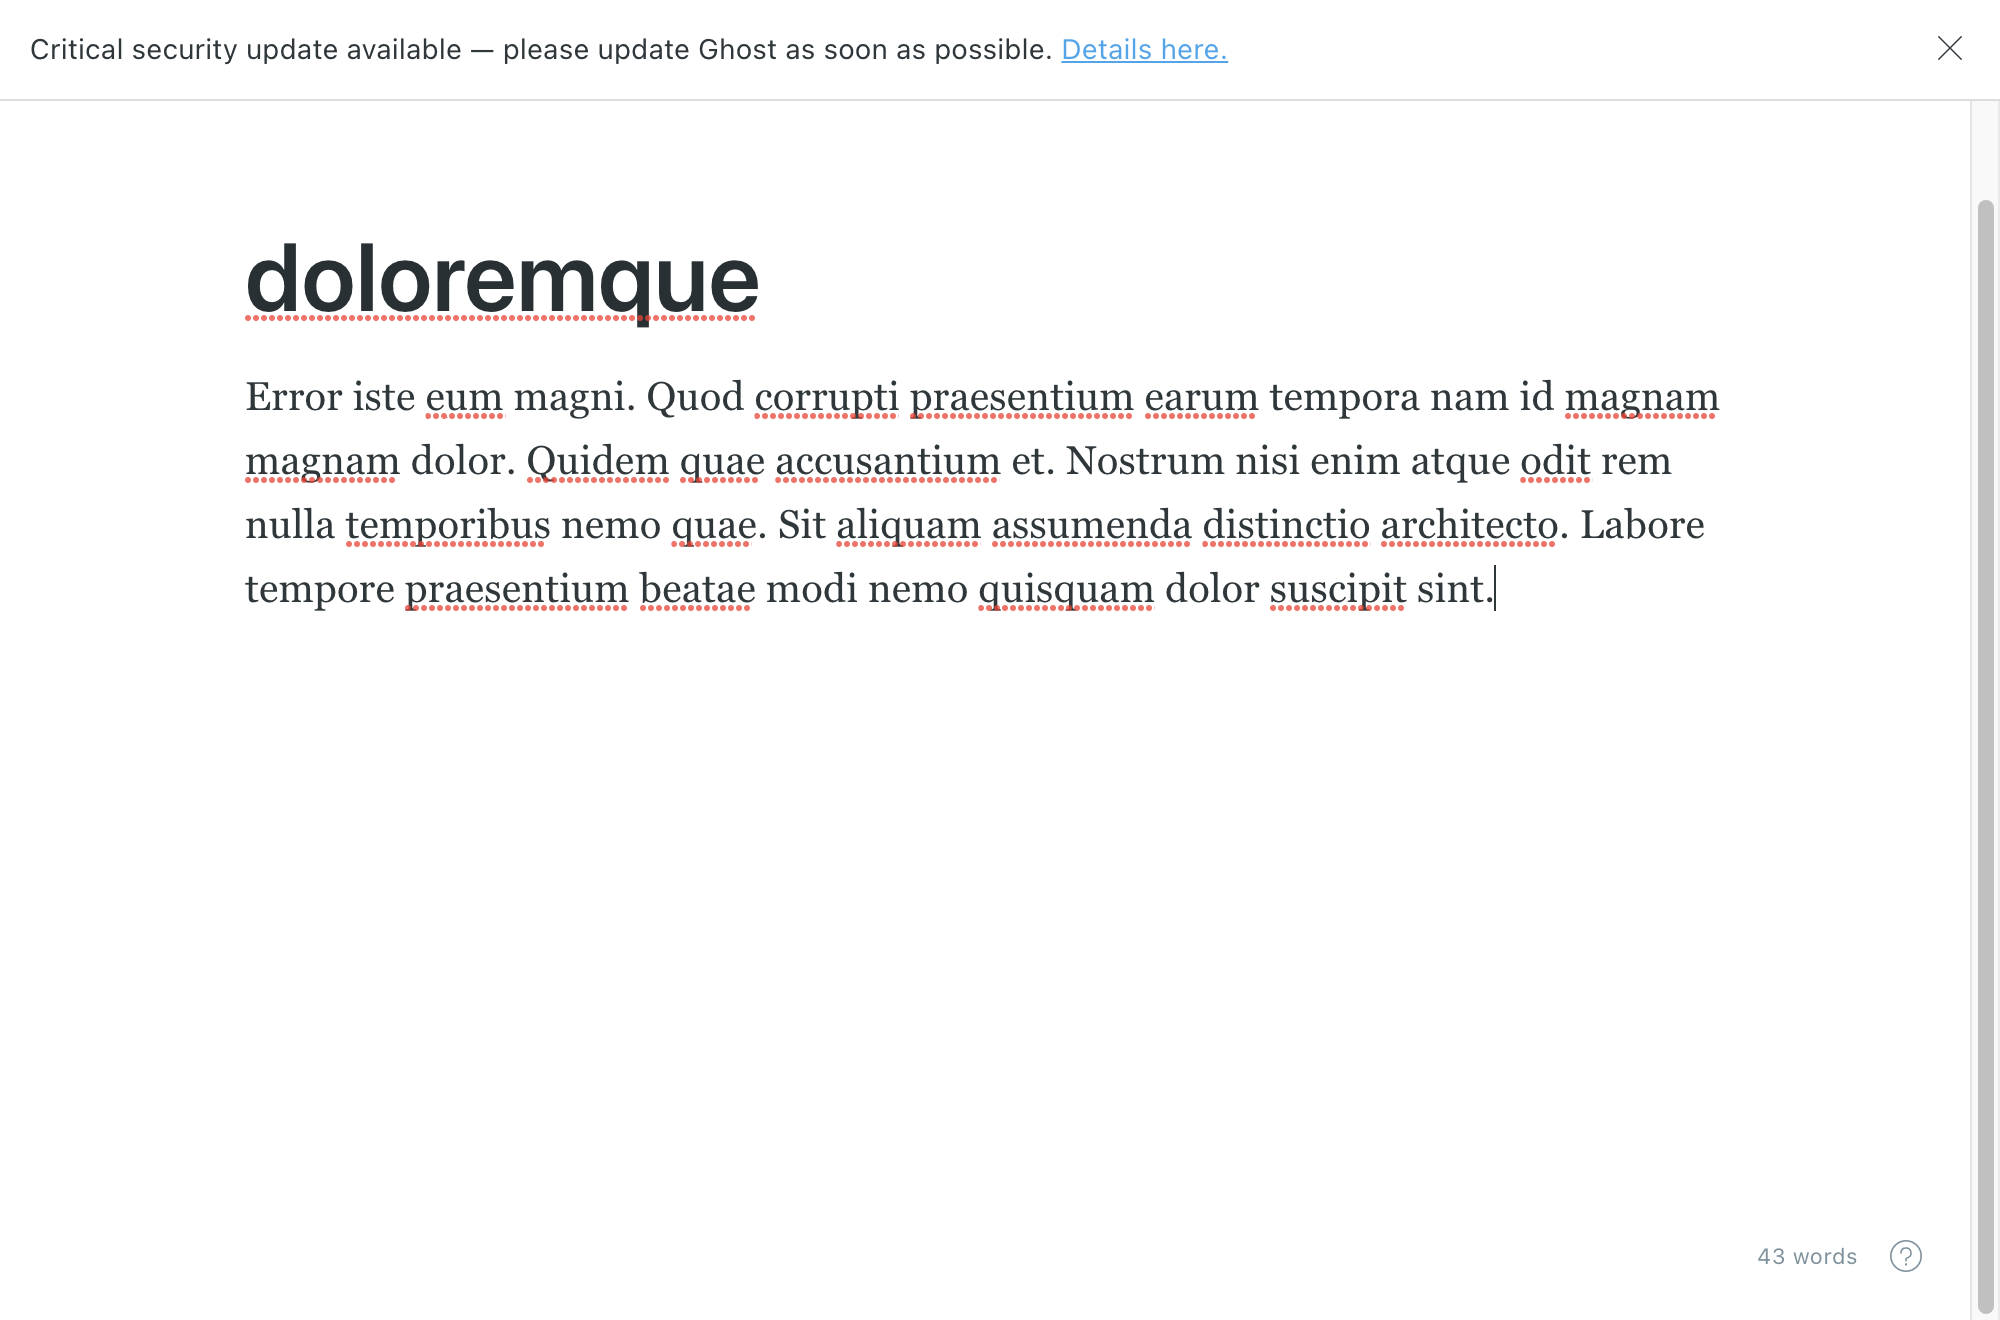 Critical security update available — please update Ghost as soon as possible. Details here.
doloremque
Error iste eum magni. Quod corrupti praesentium earum tempora nam id magnam
magnam dolor. Quidem quae accusantium et. Nostrum nisi enim atque odit rem
nulla temporibus nemo quae. Sit aliquam assumenda distinctio architecto. Labore
tempore praesentium beatae modi nemo quisquam dolor suscipit sint.
43 words ?